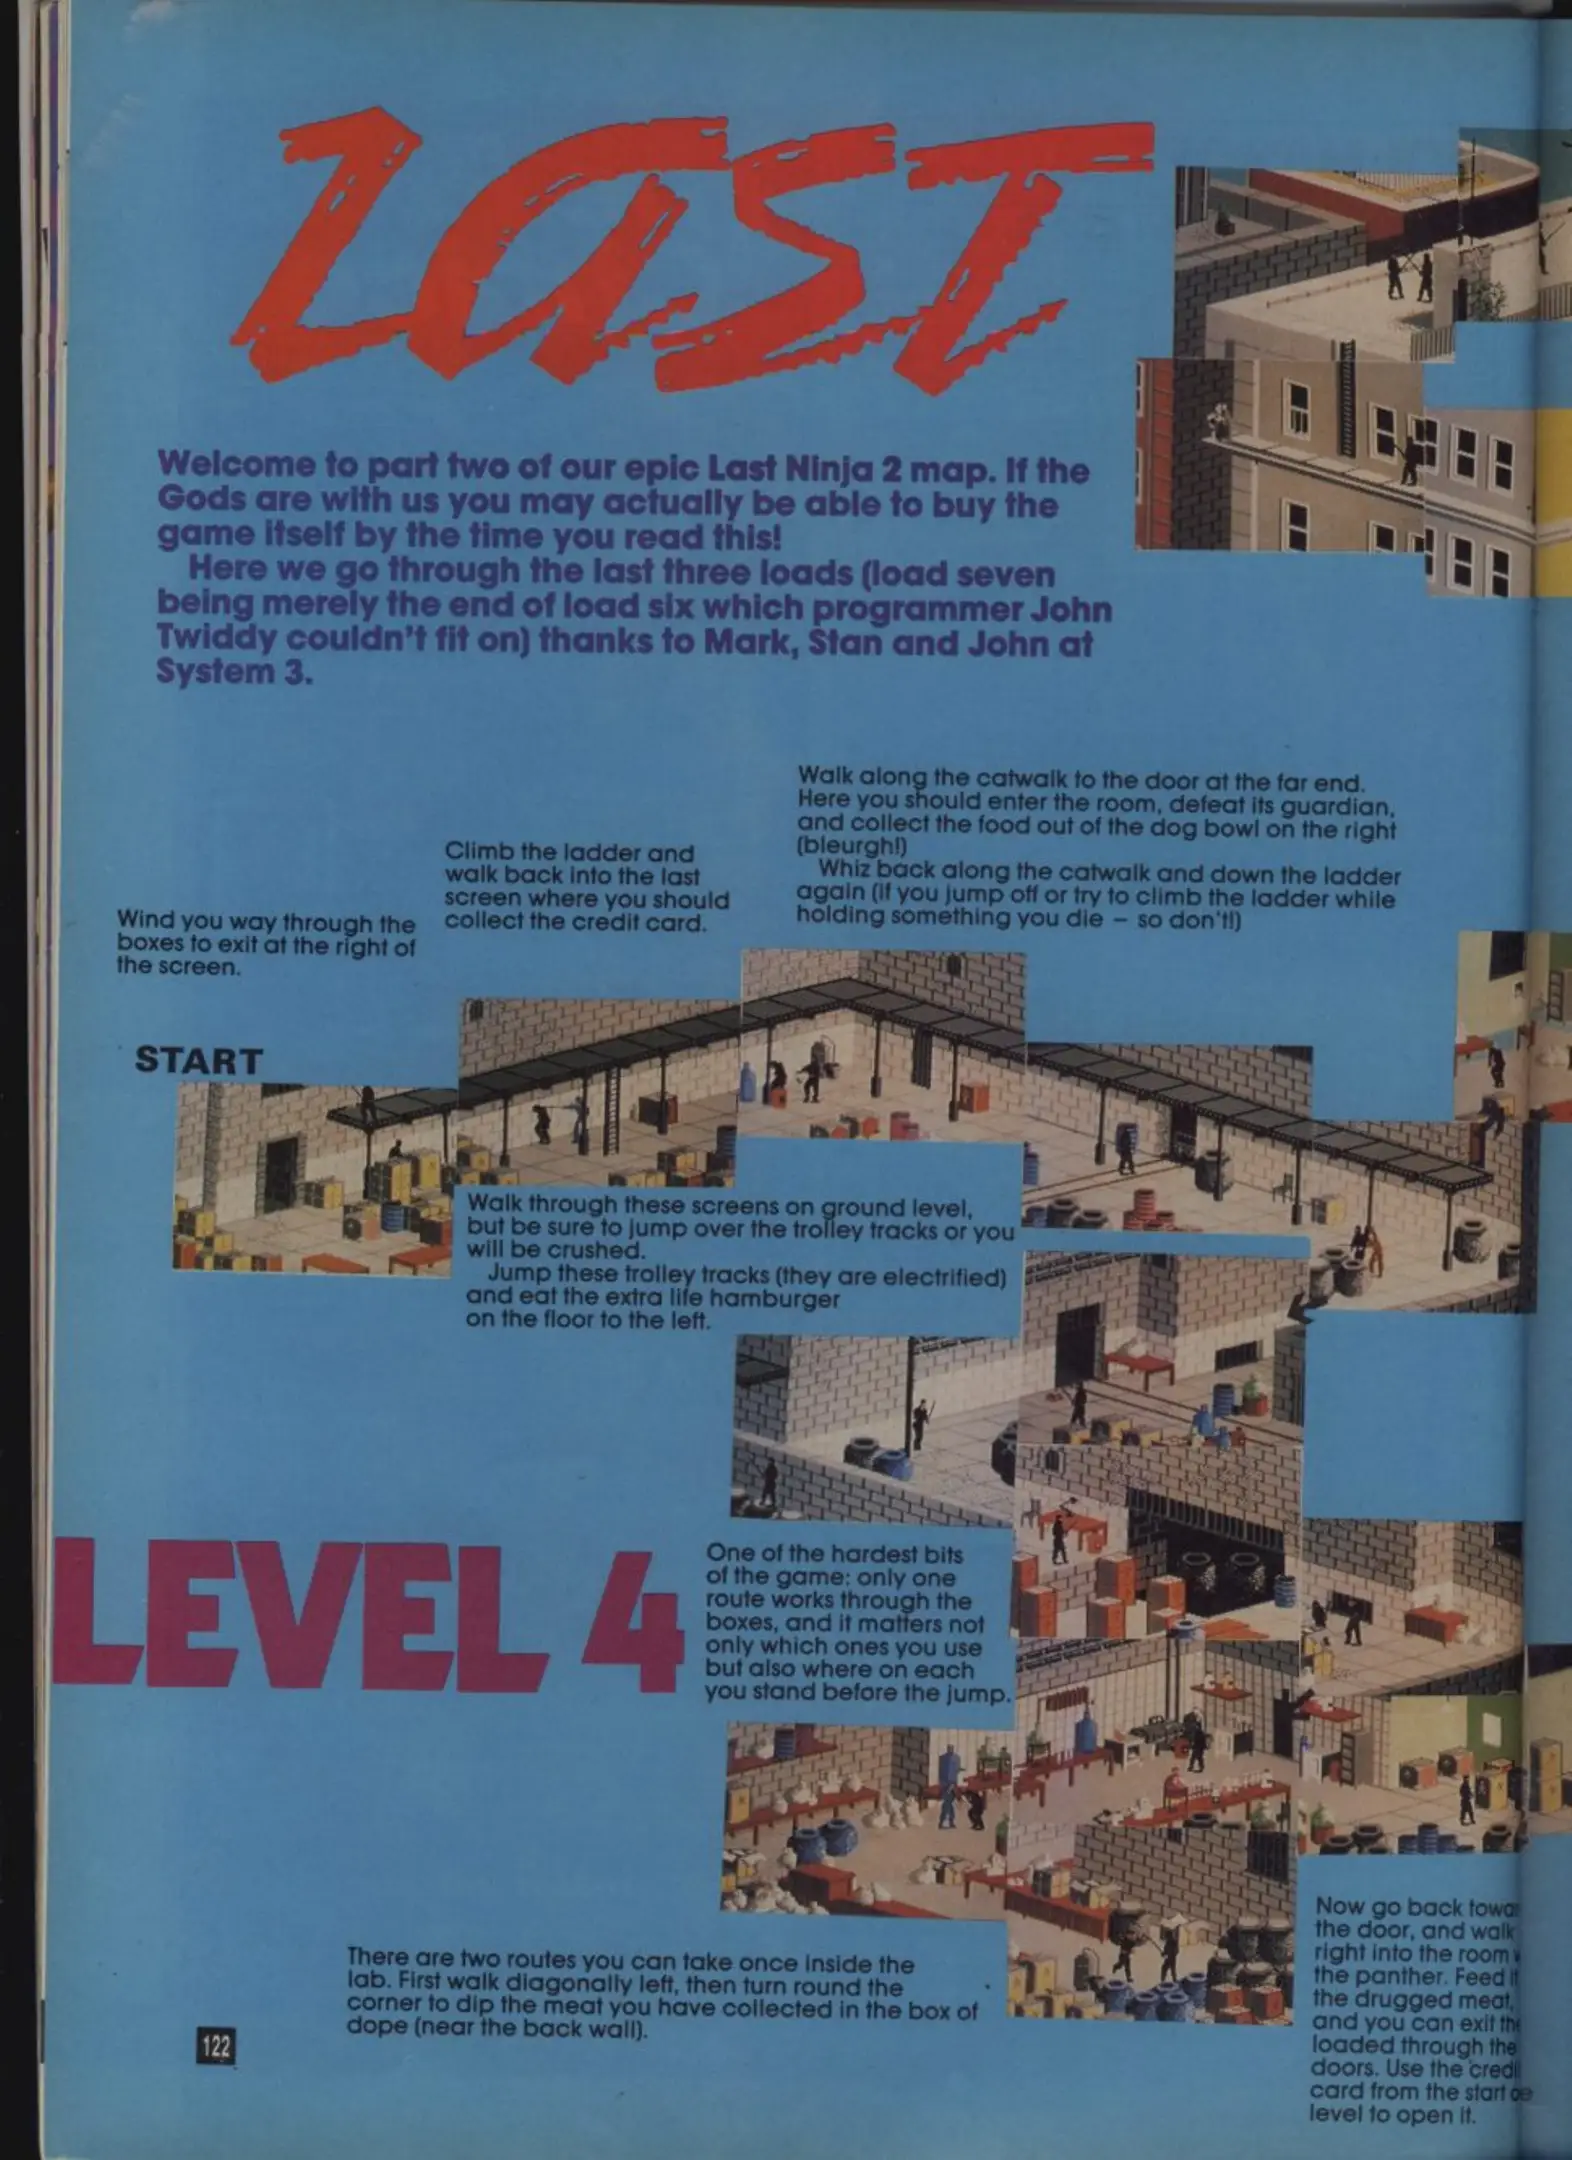 LAST
Welcome to part two of our epic Last Ninja 2 map. If the
Gods are with us you may actually be able to buy the
game itself by the time you read this!
Here we go through the last three loads (load seven
being merely the end of load six which programmer John
Twiddy couldn't fit on) thanks to Mark, Stan and John at
System 3.
Walk along the catwalk to the door at the far end.
Here you should enter the room, defeat its guardian,
and collect the food out of the dog bowl on the right
(bleurgh!)
Whiz back along the catwalk and down the ladder
again (if you jump off or try to climb the ladder while
holding something you die – so don't!)
Climb the ladder and
walk back into the last
screen where you should
collect the credit card.
Wind you way through the
boxes to exit at the right of
the screen.
START
Walk through these screens on ground level,
but be sure to jump over the trolley tracks or you
will be crushed.
Jump these trolley tracks (they are electrified)
and eat the extra life hamburger
on the floor to the left.
LEVEL 4
One of the hardest bits
of the game: only one
route works through the
boxes, and it matters not
only which ones you use
but also where on each
you stand before the jump.
There are two routes you can take once inside the
lab. First walk diagonally left, then turn round the
corner to dip the meat you have collected in the box of
dope (near the back wall).
Now go back
the door, and walk
right into the room
the panther. Feed
the drugged meat,
and you can exit
loaded through the
doors. Use the
card from the start
level to open it.
122